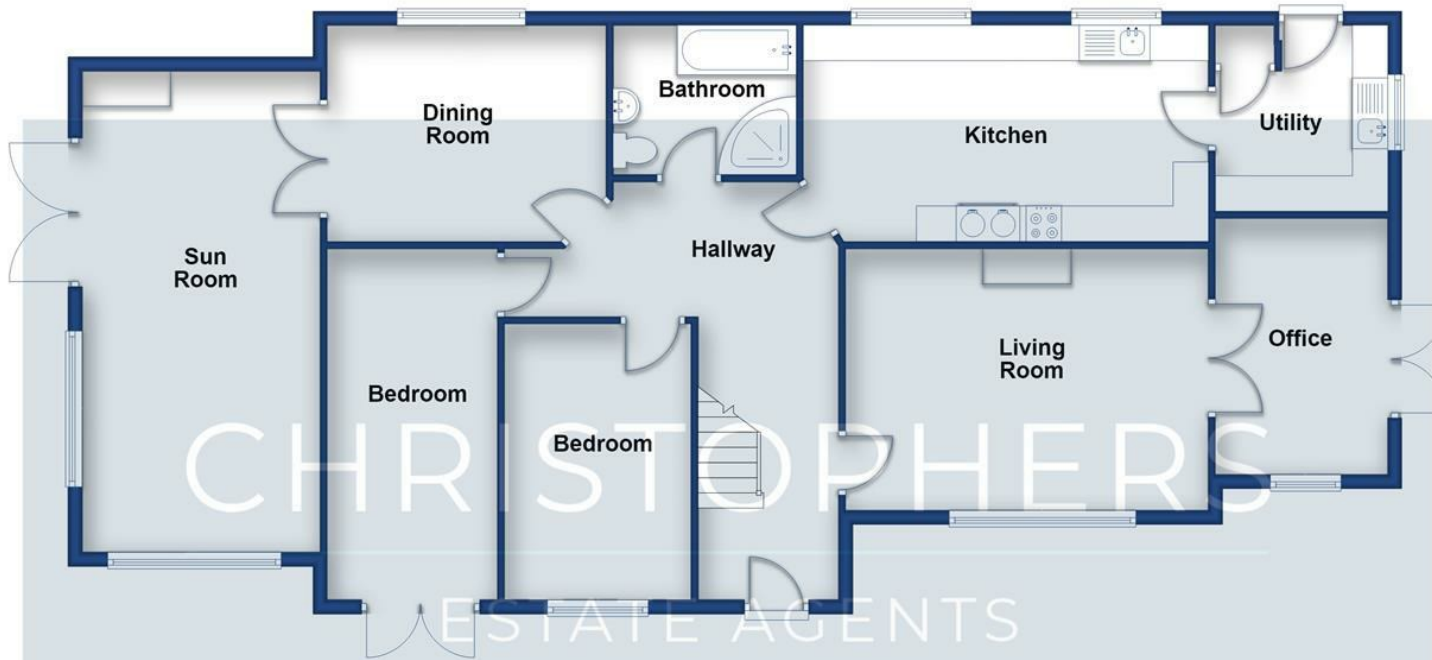 Dining
Room
Bathroom
Kitchen
Utility
Sun
Room
Hallway
Bedroom
Bedroom
Living
Room
Office
CHRISTOPHERS
ESTATE AGENTS